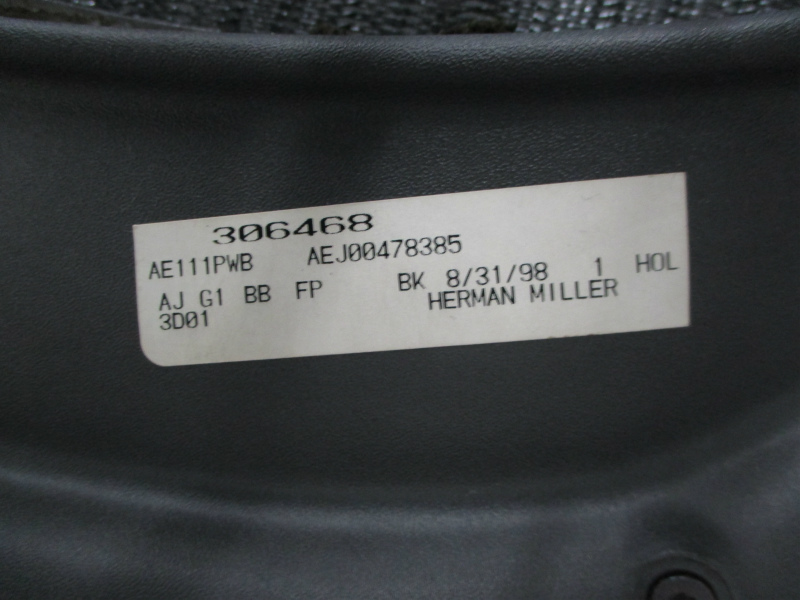 306468
AE111PWB AEJ00478385
AJ G1 BB FP BK 8/31/98 1 HOL
3D01 HERMAN MILLER